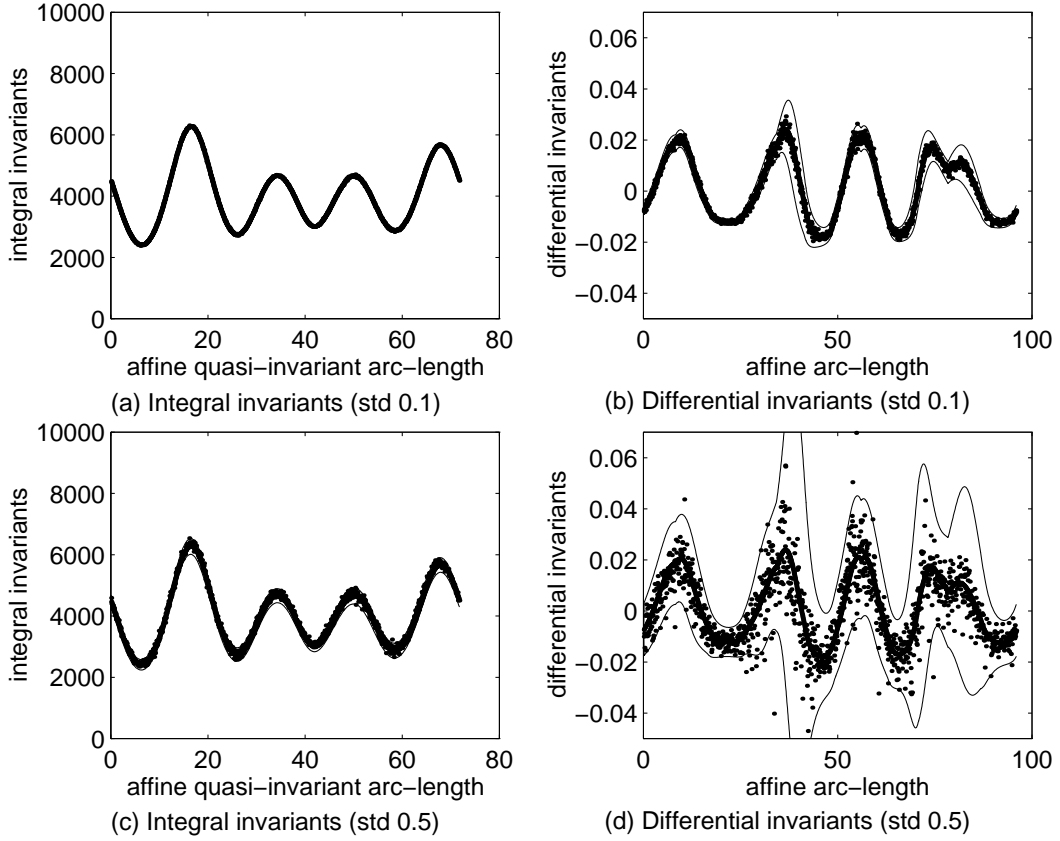 10000
8000
6000
4000
2000
0
integral invariants
0 20 40 60 80
affine quasi−invariant arc−length
(a) Integral invariants (std 0.1)
0.06
0.04
0.02
0
−0.02
−0.04
differential invariants
0 50 100
affine arc−length
(b) Differential invariants (std 0.1)
10000
8000
6000
4000
2000
0
integral invariants
0 20 40 60 80
affine quasi−invariant arc−length
(c) Integral invariants (std 0.5)
0.06
0.04
0.02
0
−0.02
−0.04
differential invariants
0 50 100
affine arc−length
(d) Differential invariants (std 0.5)